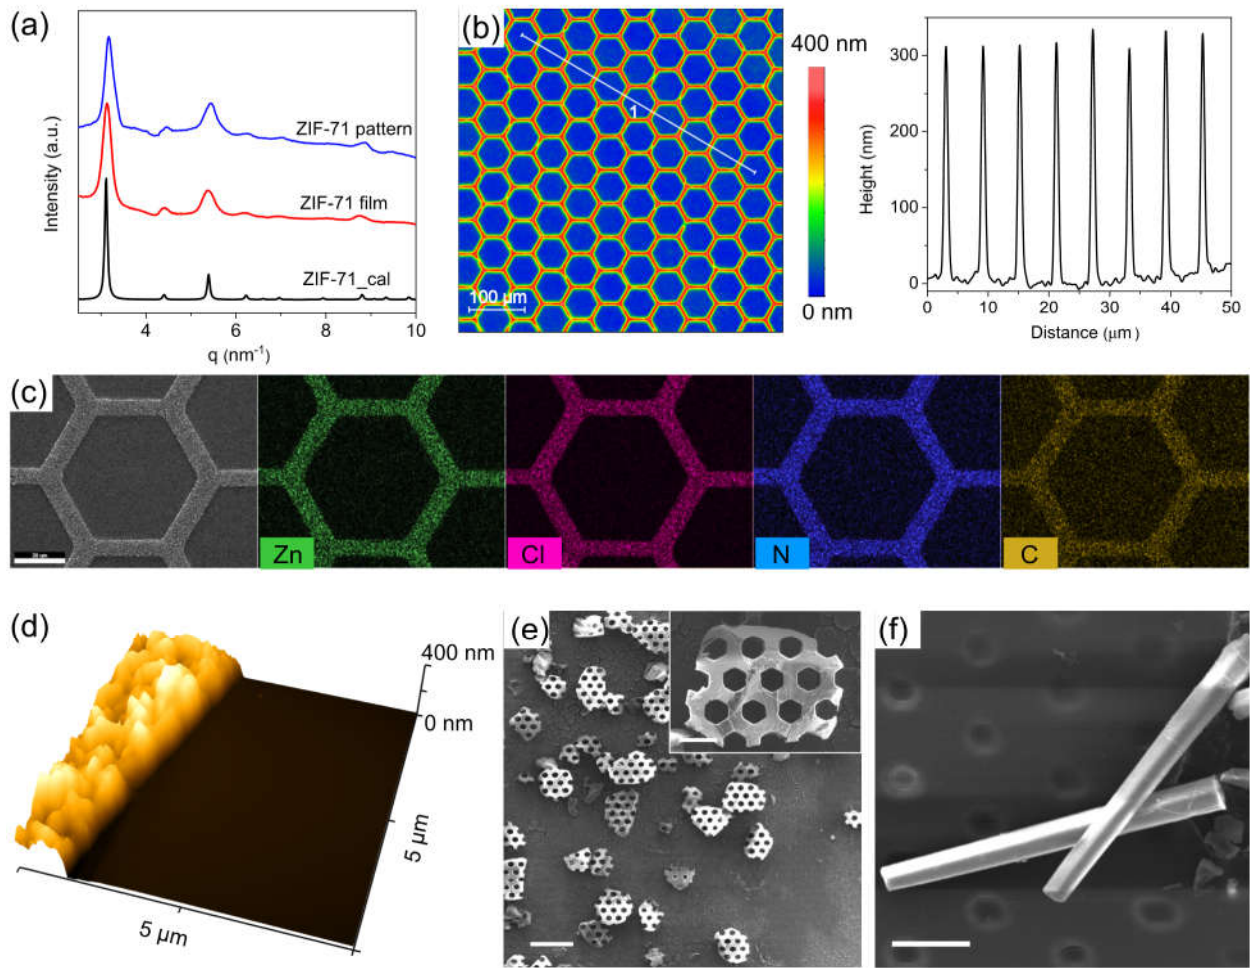 (a)
Intensity (a.u.)
ZIF-71 pattern
ZIF-71 film
ZIF-71_cal
4 6 8 10
q (nm⁻¹)
(b)
1
100 µm
400 nm
0 nm
Height (nm)
300
200
100
0
0 10 20 30 40 50
Distance (µm)
(c)
Zn
Cl
N
C
(d)
400 nm
0 nm
5 µm
5 µm
(e)
(f)